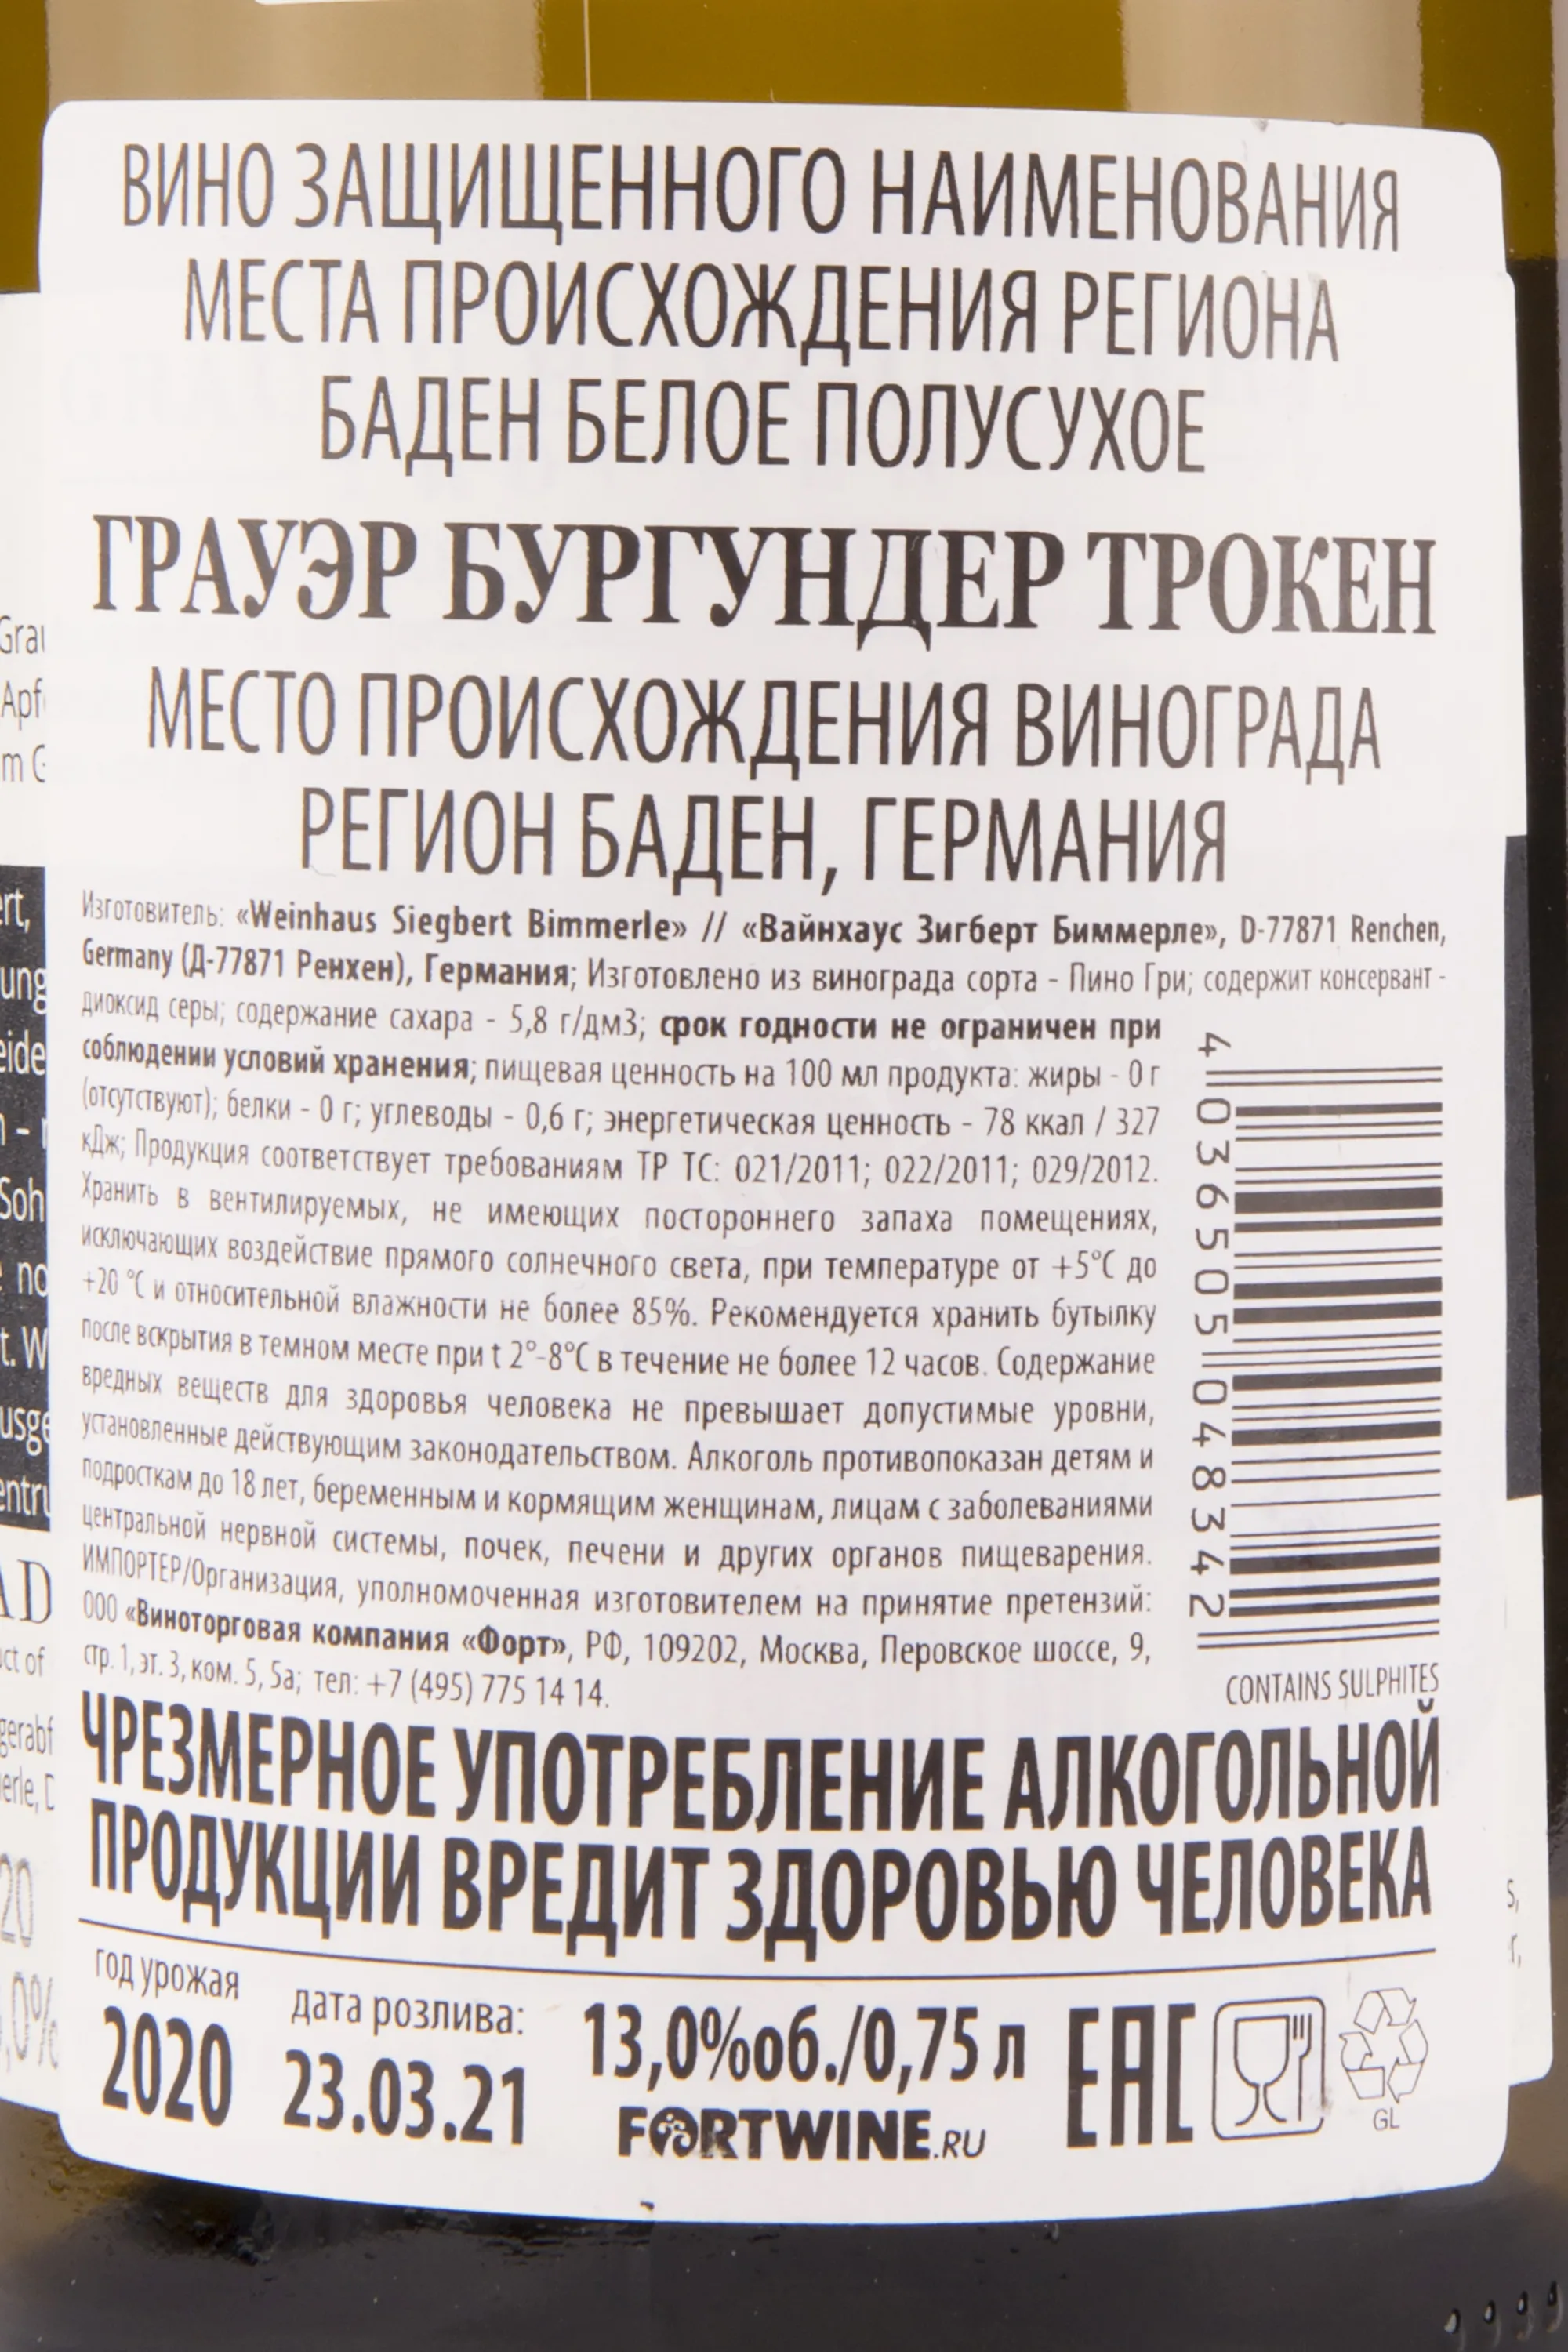 ВИНО ЗАЩИЩЕННОГО НАИМЕНОВАНИЯ
МЕСТА ПРОИСХОЖДЕНИЯ РЕГИОНА
БАДЕН БЕЛОЕ ПОЛУСУХОЕ
ГРАУЭР БУРГУНДЕР ТРОКЕН
МЕСТО ПРОИСХОЖДЕНИЯ ВИНОГРАДА
РЕГИОН БАДЕН, ГЕРМАНИЯ
Изготовитель: «Weinhaus Siegbert Bimmerle» // «Вайнхаус Зигберт Биммерле», D-77871 Renchen,
Germany (Д-77871 Ренхен), Германия; Изготовлено из винограда сорта - Пино Гри; содержит консервант -
диоксид серы; содержание сахара - 5,8 г/дм3; срок годности не ограничен при
соблюдении условий хранения; пищевая ценность на 100 мл продукта: жиры - 0 г
(отсутствуют); белки - 0 г; углеводы - 0,6 г; энергетическая ценность - 78 ккал / 327
кДж; Продукция соответствует требованиям ТР ТС: 021/2011; 022/2011; 029/2012.
Хранить в вентилируемых, не имеющих постороннего запаха помещениях,
исключающих воздействие прямого солнечного света, при температуре от +5°C до
+20 °C и относительной влажности не более 85%. Рекомендуется хранить бутылку
после вскрытия в темном месте при t 2°-8°C в течение не более 12 часов. Содержание
вредных веществ для здоровья человека не превышает допустимые уровни,
установленные действующим законодательством. Алкоголь противопоказан детям и
подросткам до 18 лет, беременным и кормящим женщинам, лицам с заболеваниями
центральной нервной системы, почек, печени и других органов пищеварения.
ИМПОРТЕР/Организация, уполномоченная изготовителем на принятие претензий:
ООО «Виноторговая компания «Форт», РФ, 109202, Москва, Перовское шоссе, 9,
стр. 1, эт. 3, ком. 5, 5а; тел: +7 (495) 775 14 14.
4 036505 048342
CONTAINS SULPHITES
ЧРЕЗМЕРНОЕ УПОТРЕБЛЕНИЕ АЛКОГОЛЬНОЙ
ПРОДУКЦИИ ВРЕДИТ ЗДОРОВЬЮ ЧЕЛОВЕКА
год урожая
2020
дата розлива:
23.03.21
13,0%об./0,75 л
FORTWINE.RU
EAC
GL